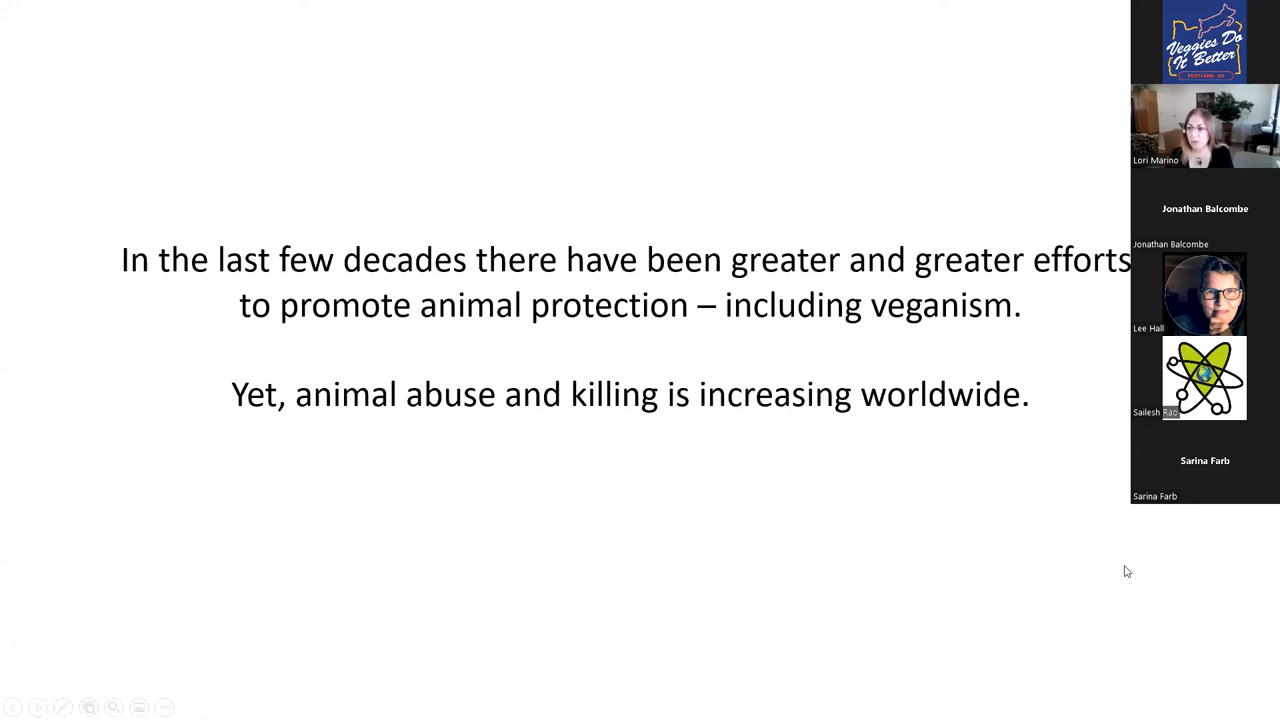 In the last few decades there have been greater and greater efforts
to promote animal protection – including veganism.
Yet, animal abuse and killing is increasing worldwide.
Veggies Do
It Better
PORTLAND, OR
Lori Marino
Jonathan Balcombe
Jonathan Balcombe
Lee Hall
Sailesh Rao
Sarina Farb
Sarina Farb